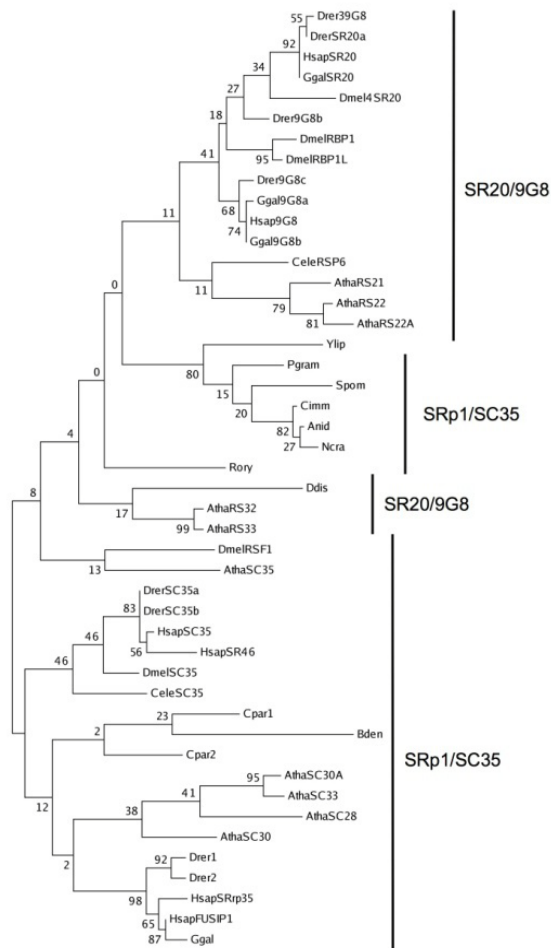 55 Drer39G8
DrerSR20a
92 HsapSR20
34 GgalSR20
27 Dmel4SR20
18 Drer9G8b
DmelRBP1
41 95 DmelRBP1L
Drer9G8c
68 Ggal9G8a
74 Hsap9G8
Ggal9G8b
SR20/9G8
11 CeleRSP6
11 AthaRS21
79 AthaRS22
81 AthaRS22A
0 Ylip
80 Pgram
15 Spom
20 Cimm
82 Anid
27 Ncra
SRp1/SC35
0 Rory
4 Ddis
17 AthaRS32
99 AthaRS33
SR20/9G8
8 DmelRSF1
13 AthaSC35
DrerSC35a
83 DrerSC35b
46 HsapSC35
56 HsapSR46
46 DmelSC35
CeleSC35
23 Cpar1
2 Bden
Cpar2
12 95 AthaSC30A
41 AthaSC33
38 AthaSC28
AthaSC30
2 92 Drer1
Drer2
98 HsapSRrp35
65 HsapFUSIP1
87 Ggal
SRp1/SC35